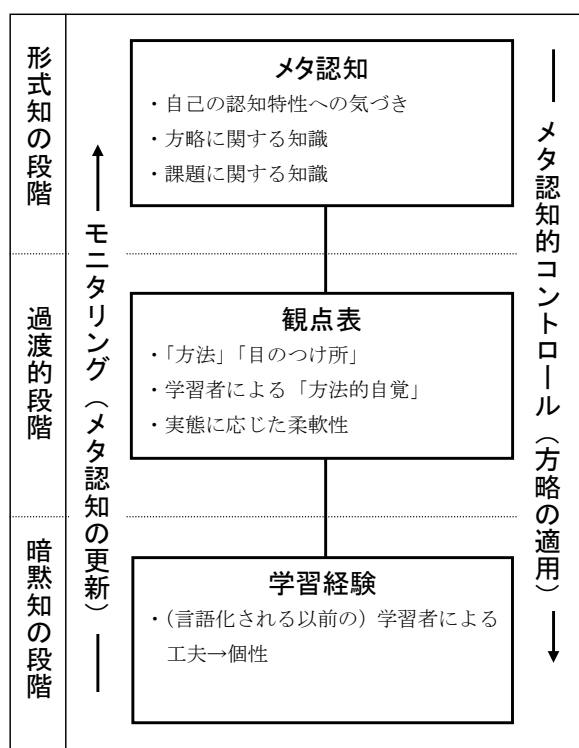 形式知の段階
過渡的段階
暗黙知の段階
モニタリング（メタ認知の更新）
メタ認知
・自己の認知特性への気づき
・方略に関する知識
・課題に関する知識
観点表
・「方法」「目のつけ所」
・学習者による「方法的自覚」
・実態に応じた柔軟性
学習経験
・(言語化される以前の）学習者による
工夫→個性
メタ認知的コントロール（方略の適用）